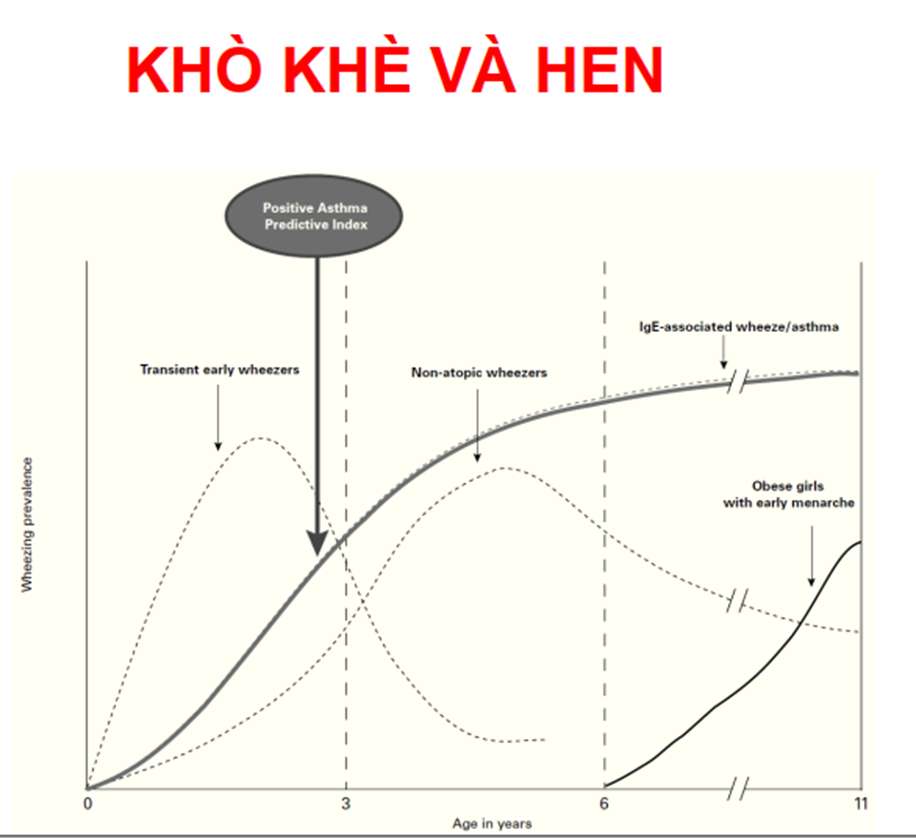 KHÒ KHÈ VÀ HEN
Positive Asthma
Predictive Index
IgE-associated wheeze/asthma
Transient early wheezers
Non-atopic wheezers
Obese girls
with early menarche
Wheezing prevalence
0
3
6
11
Age in years